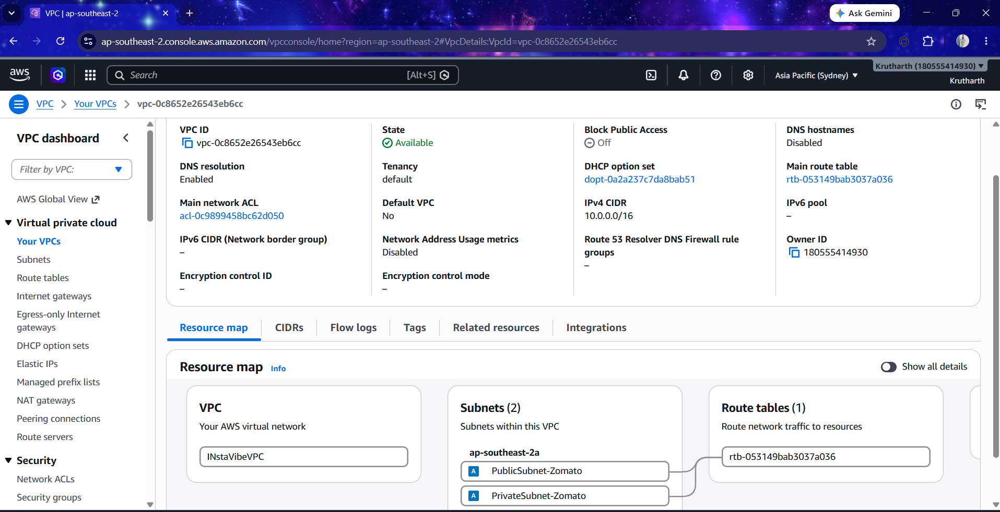 VPC | ap-southeast-2
Ask Gemini
ap-southeast-2.console.aws.amazon.com/vpcconsole/home?region=ap-southeast-2#VpcDetails:VpcId=vpc-0c8652e26543eb6cc
aws
Search
[Alt+S]
Asia Pacific (Sydney)
Krutharth (180555414930)
Krutharth
VPC
Your VPCs
vpc-0c8652e26543eb6cc
VPC dashboard
Filter by VPC:
AWS Global View
Virtual private cloud
Your VPCs
Subnets
Route tables
Internet gateways
Egress-only Internet
gateways
DHCP option sets
Elastic IPs
Managed prefix lists
NAT gateways
Peering connections
Route servers
Security
Network ACLs
Security groups
VPC ID
vpc-0c8652e26543eb6cc
State
Available
Block Public Access
Off
DNS hostnames
Disabled
DNS resolution
Enabled
Tenancy
default
DHCP option set
dopt-0a2a237c7da8bab51
Main route table
rtb-053149bab3037a036
Main network ACL
acl-0c9899458bc62d050
Default VPC
No
IPv4 CIDR
10.0.0.0/16
IPv6 pool
–
IPv6 CIDR (Network border group)
–
Network Address Usage metrics
Disabled
Route 53 Resolver DNS Firewall rule
groups
–
Owner ID
180555414930
Encryption control ID
–
Encryption control mode
–
Resource map
CIDRs
Flow logs
Tags
Related resources
Integrations
Resource map
Info
Show all details
VPC
Your AWS virtual network
INstaVibeVPC
Subnets (2)
Subnets within this VPC
ap-southeast-2a
A PublicSubnet-Zomato
A PrivateSubnet-Zomato
Route tables (1)
Route network traffic to resources
rtb-053149bab3037a036